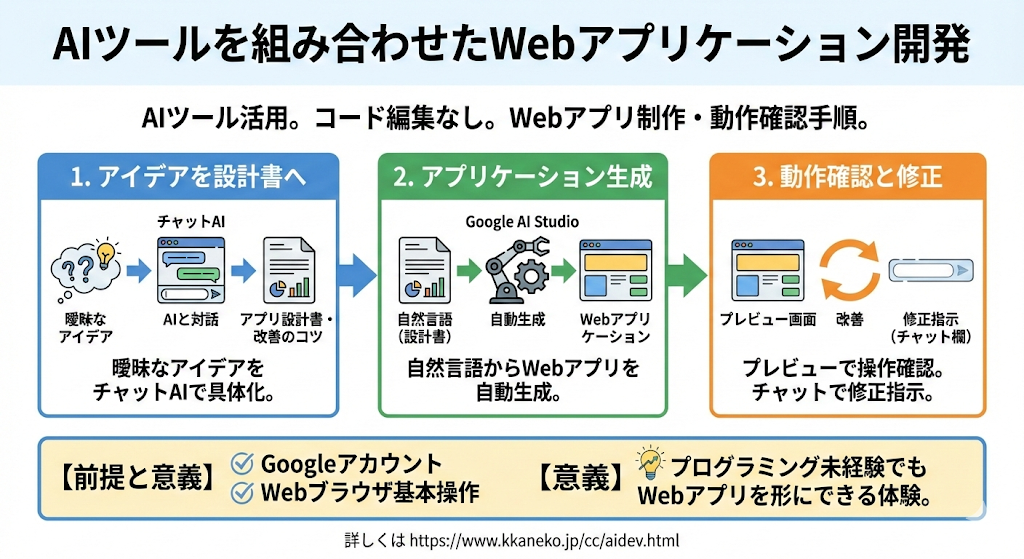 AIツールを組み合わせたWebアプリケーション開発
AIツール活用。コード編集なし。Webアプリ制作・動作確認手順。
1. アイデアを設計書へ
チャットAI
曖昧な
アイデア
AIと対話
アプリ設計書・
改善のコツ
曖昧なアイデアを
チャットAIで具体化。
2. アプリケーション生成
Google AI Studio
自然言語
（設計書）
自動生成
Webアプリ
ケーション
自然言語からWebアプリを
自動生成。
3. 動作確認と修正
プレビュー画面
改善
修正指示
（チャット欄）
プレビューで操作確認。
チャットで修正指示。
【前提と意義】
Googleアカウント
Webブラウザ基本操作
【意義】
プログラミング未経験でも
Webアプリを形にできる体験。
詳しくは https://www.kkaneko.jp/cc/aidev.html